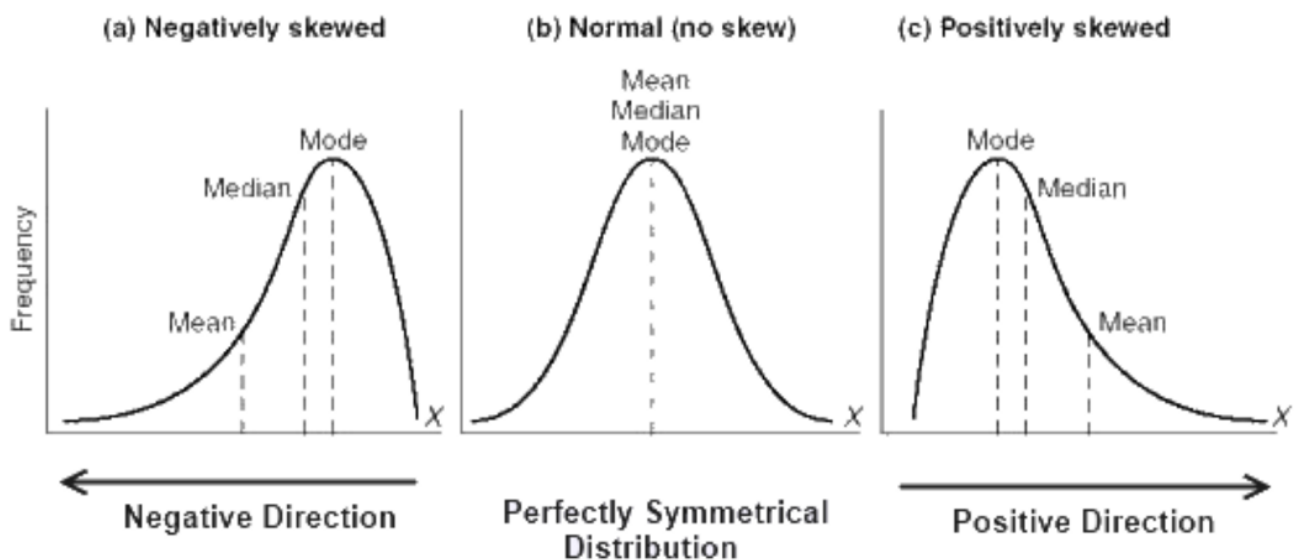 (a) Negatively skewed
(b) Normal (no skew)
(c) Positively skewed
Mean
Median
Mode
Mode
Median
Mean
Mode
Median
Mean
Frequency
X
X
X
Negative Direction
Perfectly Symmetrical
Distribution
Positive Direction